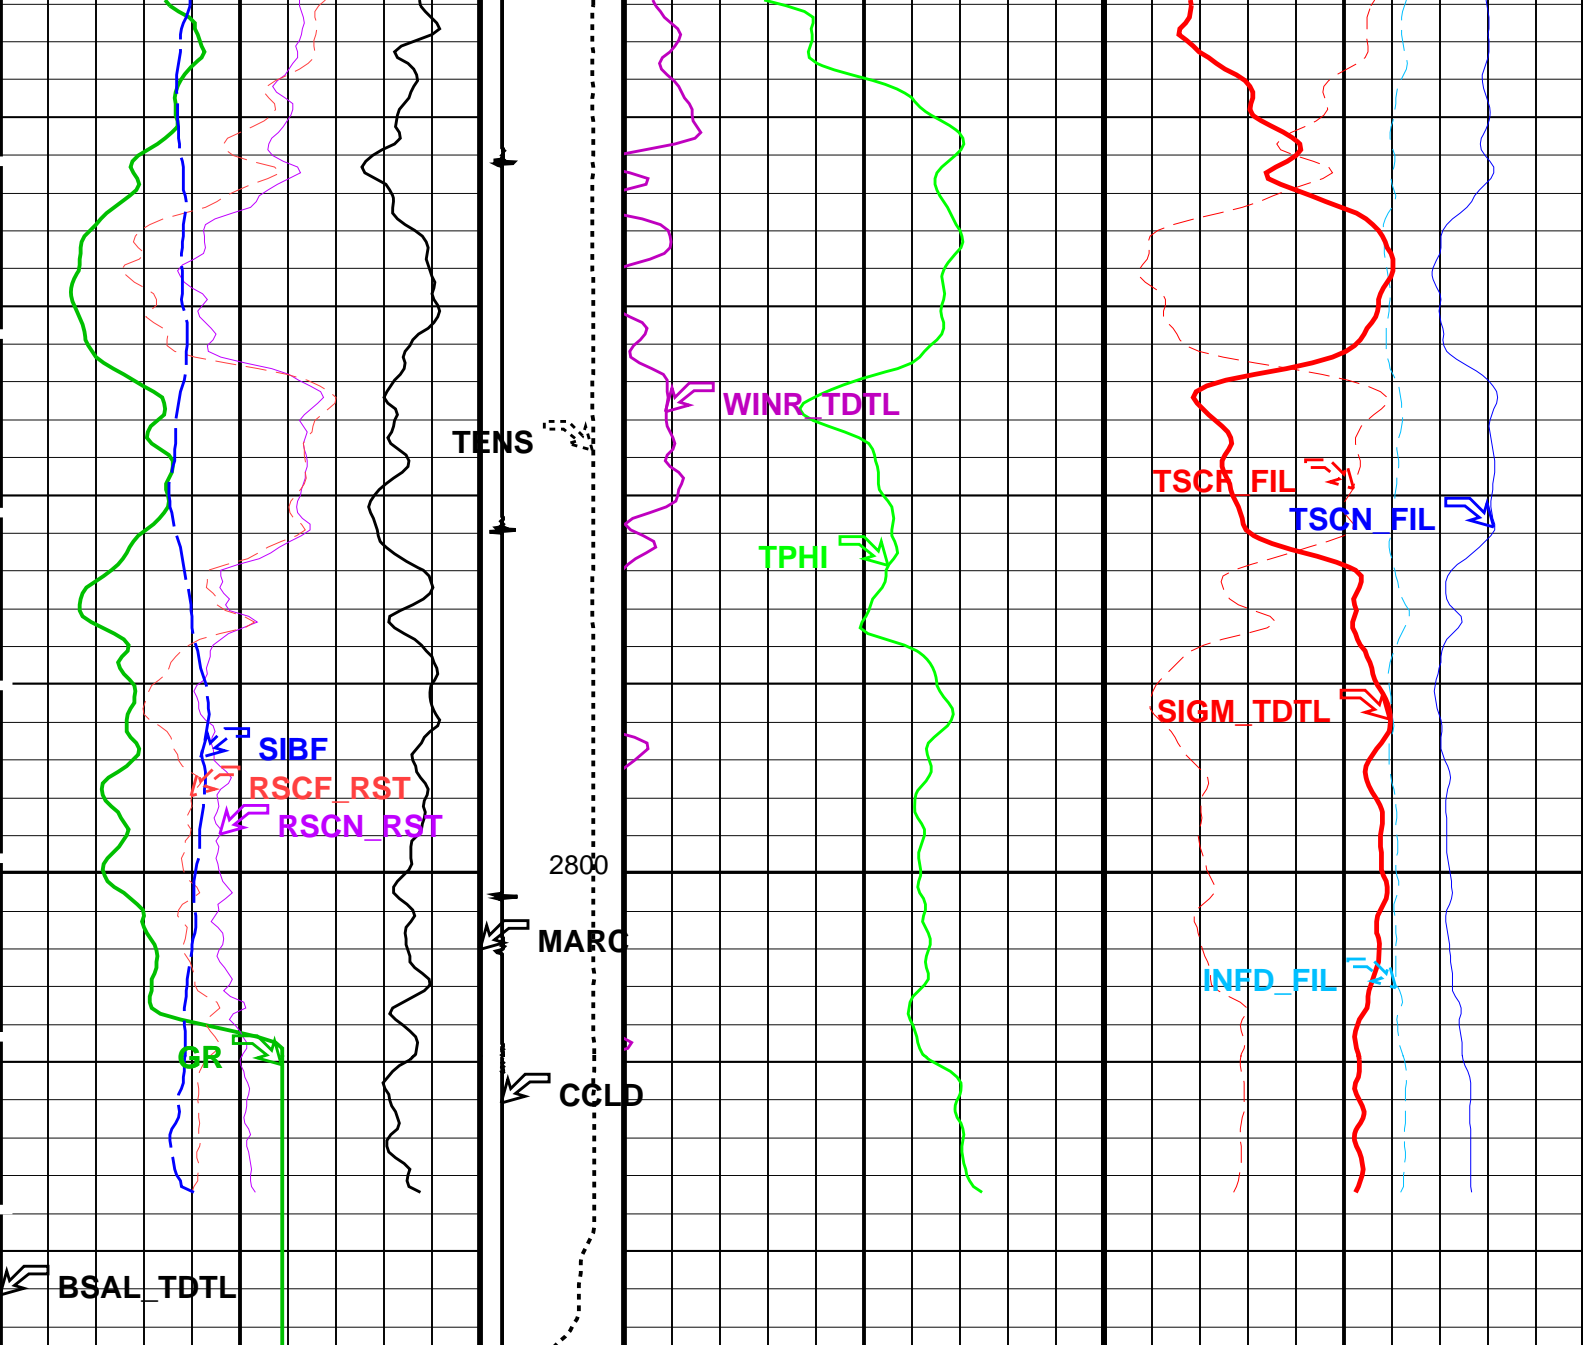 WINR_TDTL
TENS
TSCF_FIL
TSCN_FIL
TPHI
SIGM_TDTL
SIBF
RSCF_RST
RSCN_RST
2800
MARC
INFD_FIL
GR
CCLD
BSAL_TDTL